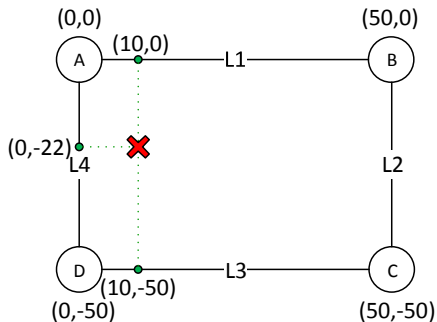 (0,0)
(50,0)
(10,0)
A
L1
B
(0,-22)
L4
L2
D
L3
C
(10,-50)
(0,-50)
(50,-50)